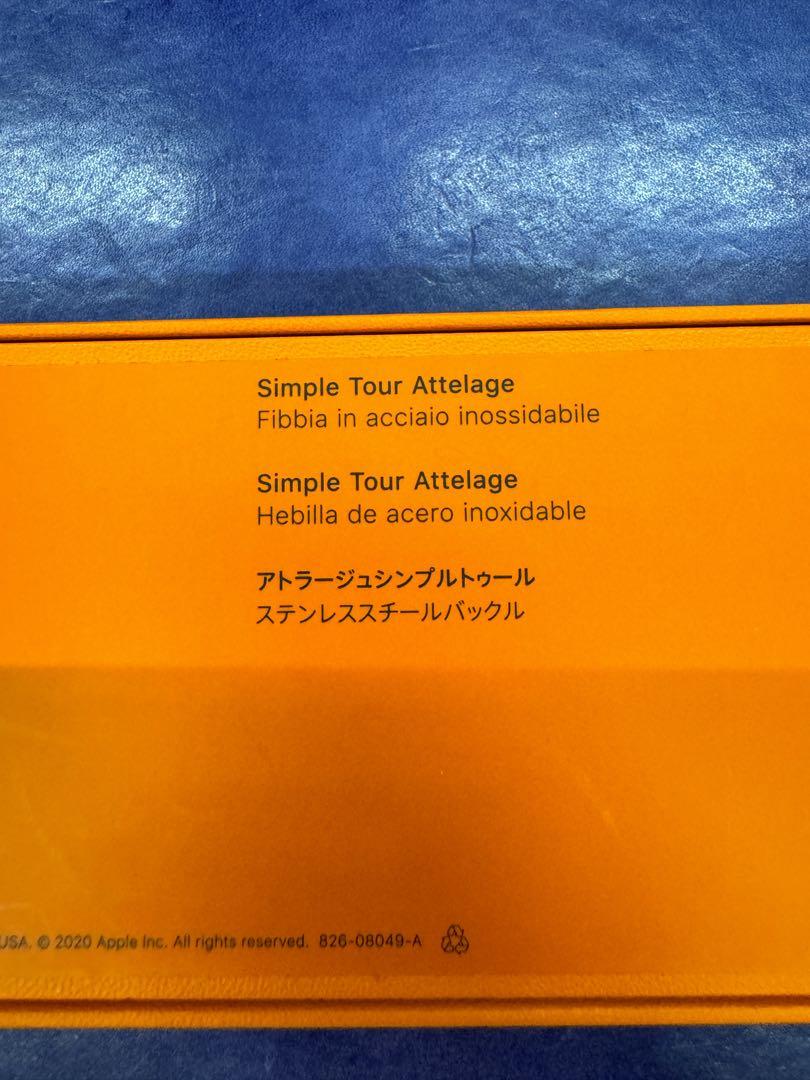 Simple Tour Attelage
Fibbia in acciaio inossidabile
Simple Tour Attelage
Hebilla de acero inoxidable
アトラージュシンプルトゥール
ステンレススチールバックル
USA. © 2020 Apple Inc. All rights reserved. 826-08049-A